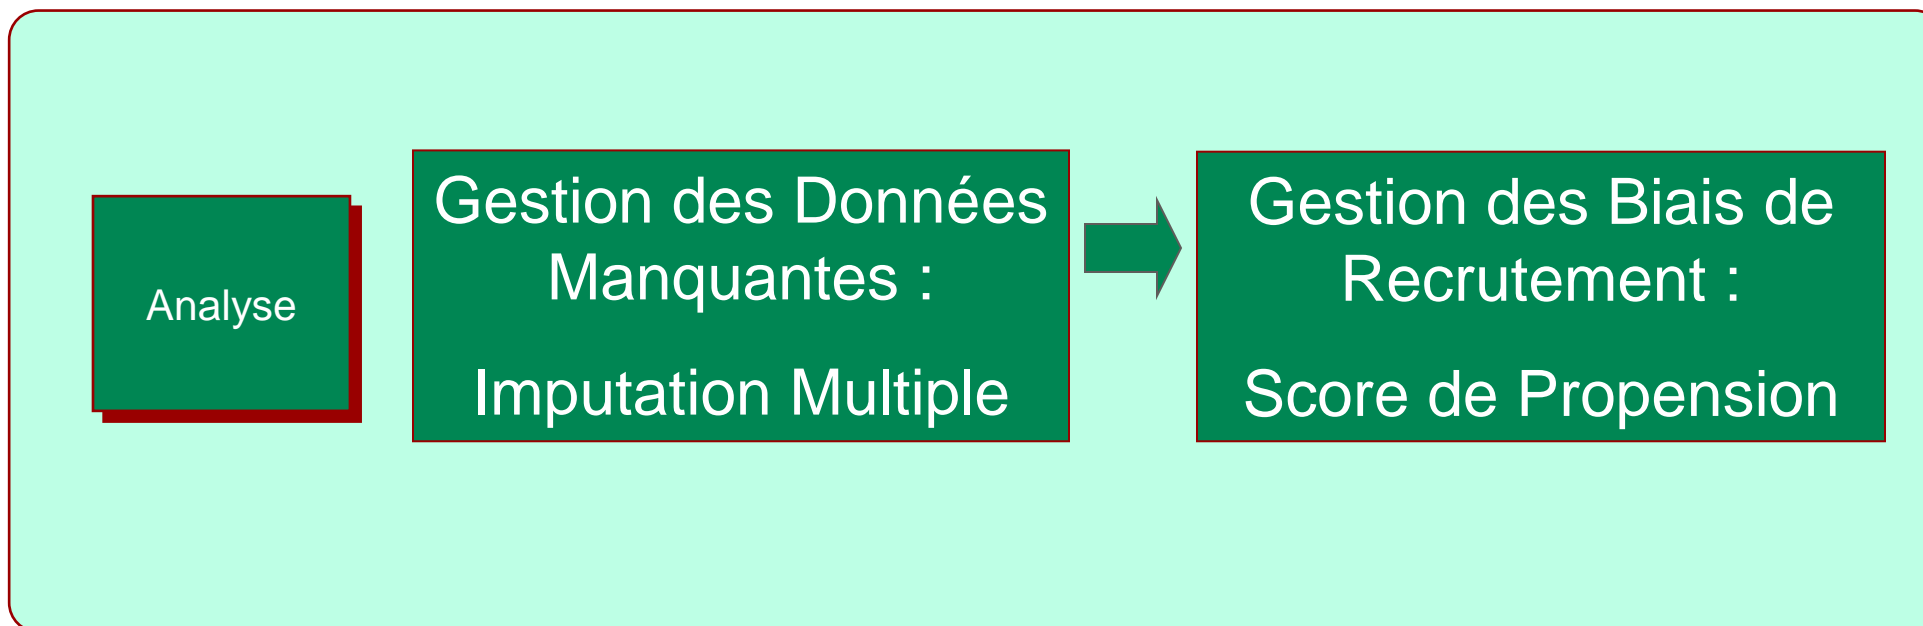 Analyse
Gestion des Données
Manquantes :
Imputation Multiple
Gestion des Biais de
Recrutement :
Score de Propension